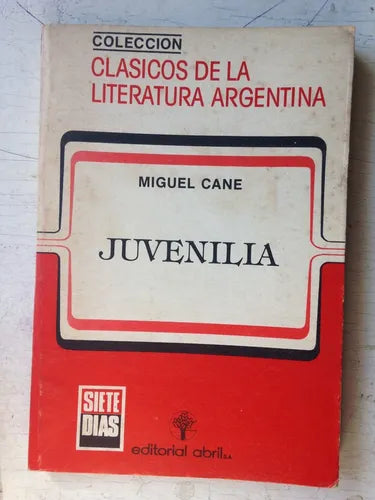 COLECCION
CLASICOS DE LA
LITERATURA ARGENTINA
MIGUEL CANE
JUVENILIA
SIETE
DIAS
editorial abril S.A.